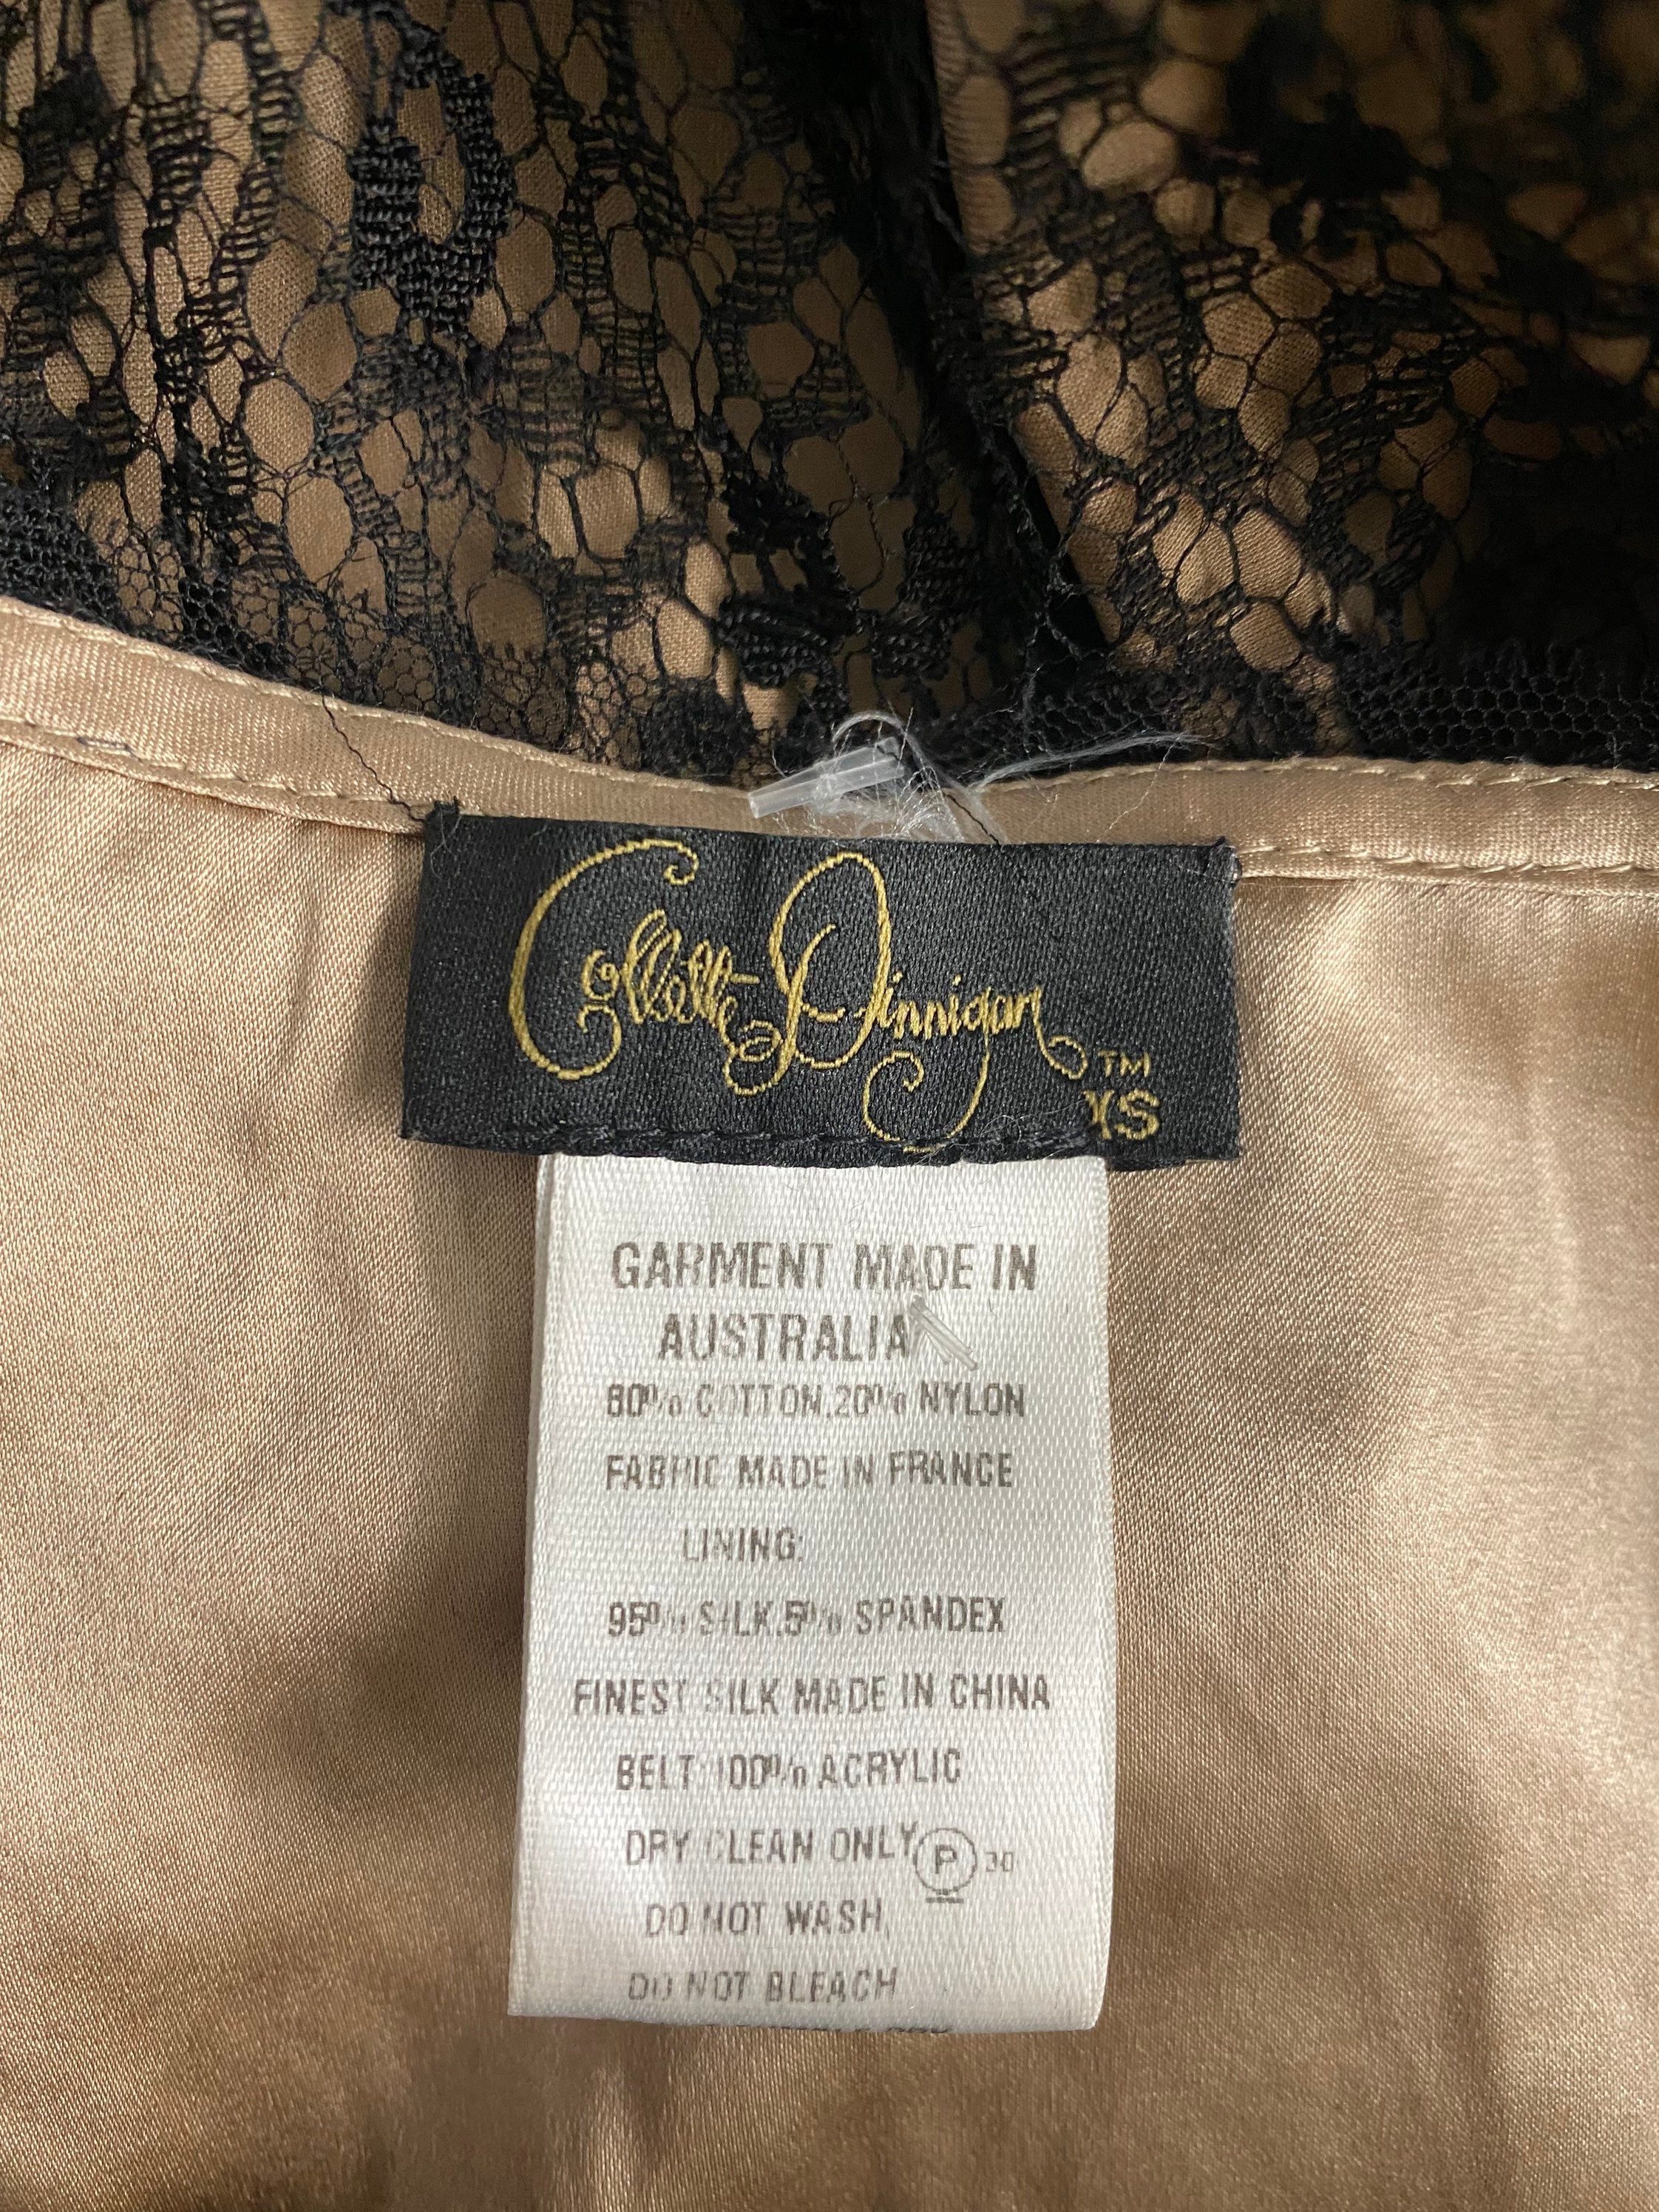 Collette Dinnigan TM
XS
GARMENT MADE IN
AUSTRALIA
80% COTTON,20% NYLON
FABRIC MADE IN FRANCE
LINING:
95% SILK,5% SPANDEX
FINEST SILK MADE IN CHINA
BELT 100% ACRYLIC
DRY CLEAN ONLY P 30
DO NOT WASH,
DO NOT BLEACH